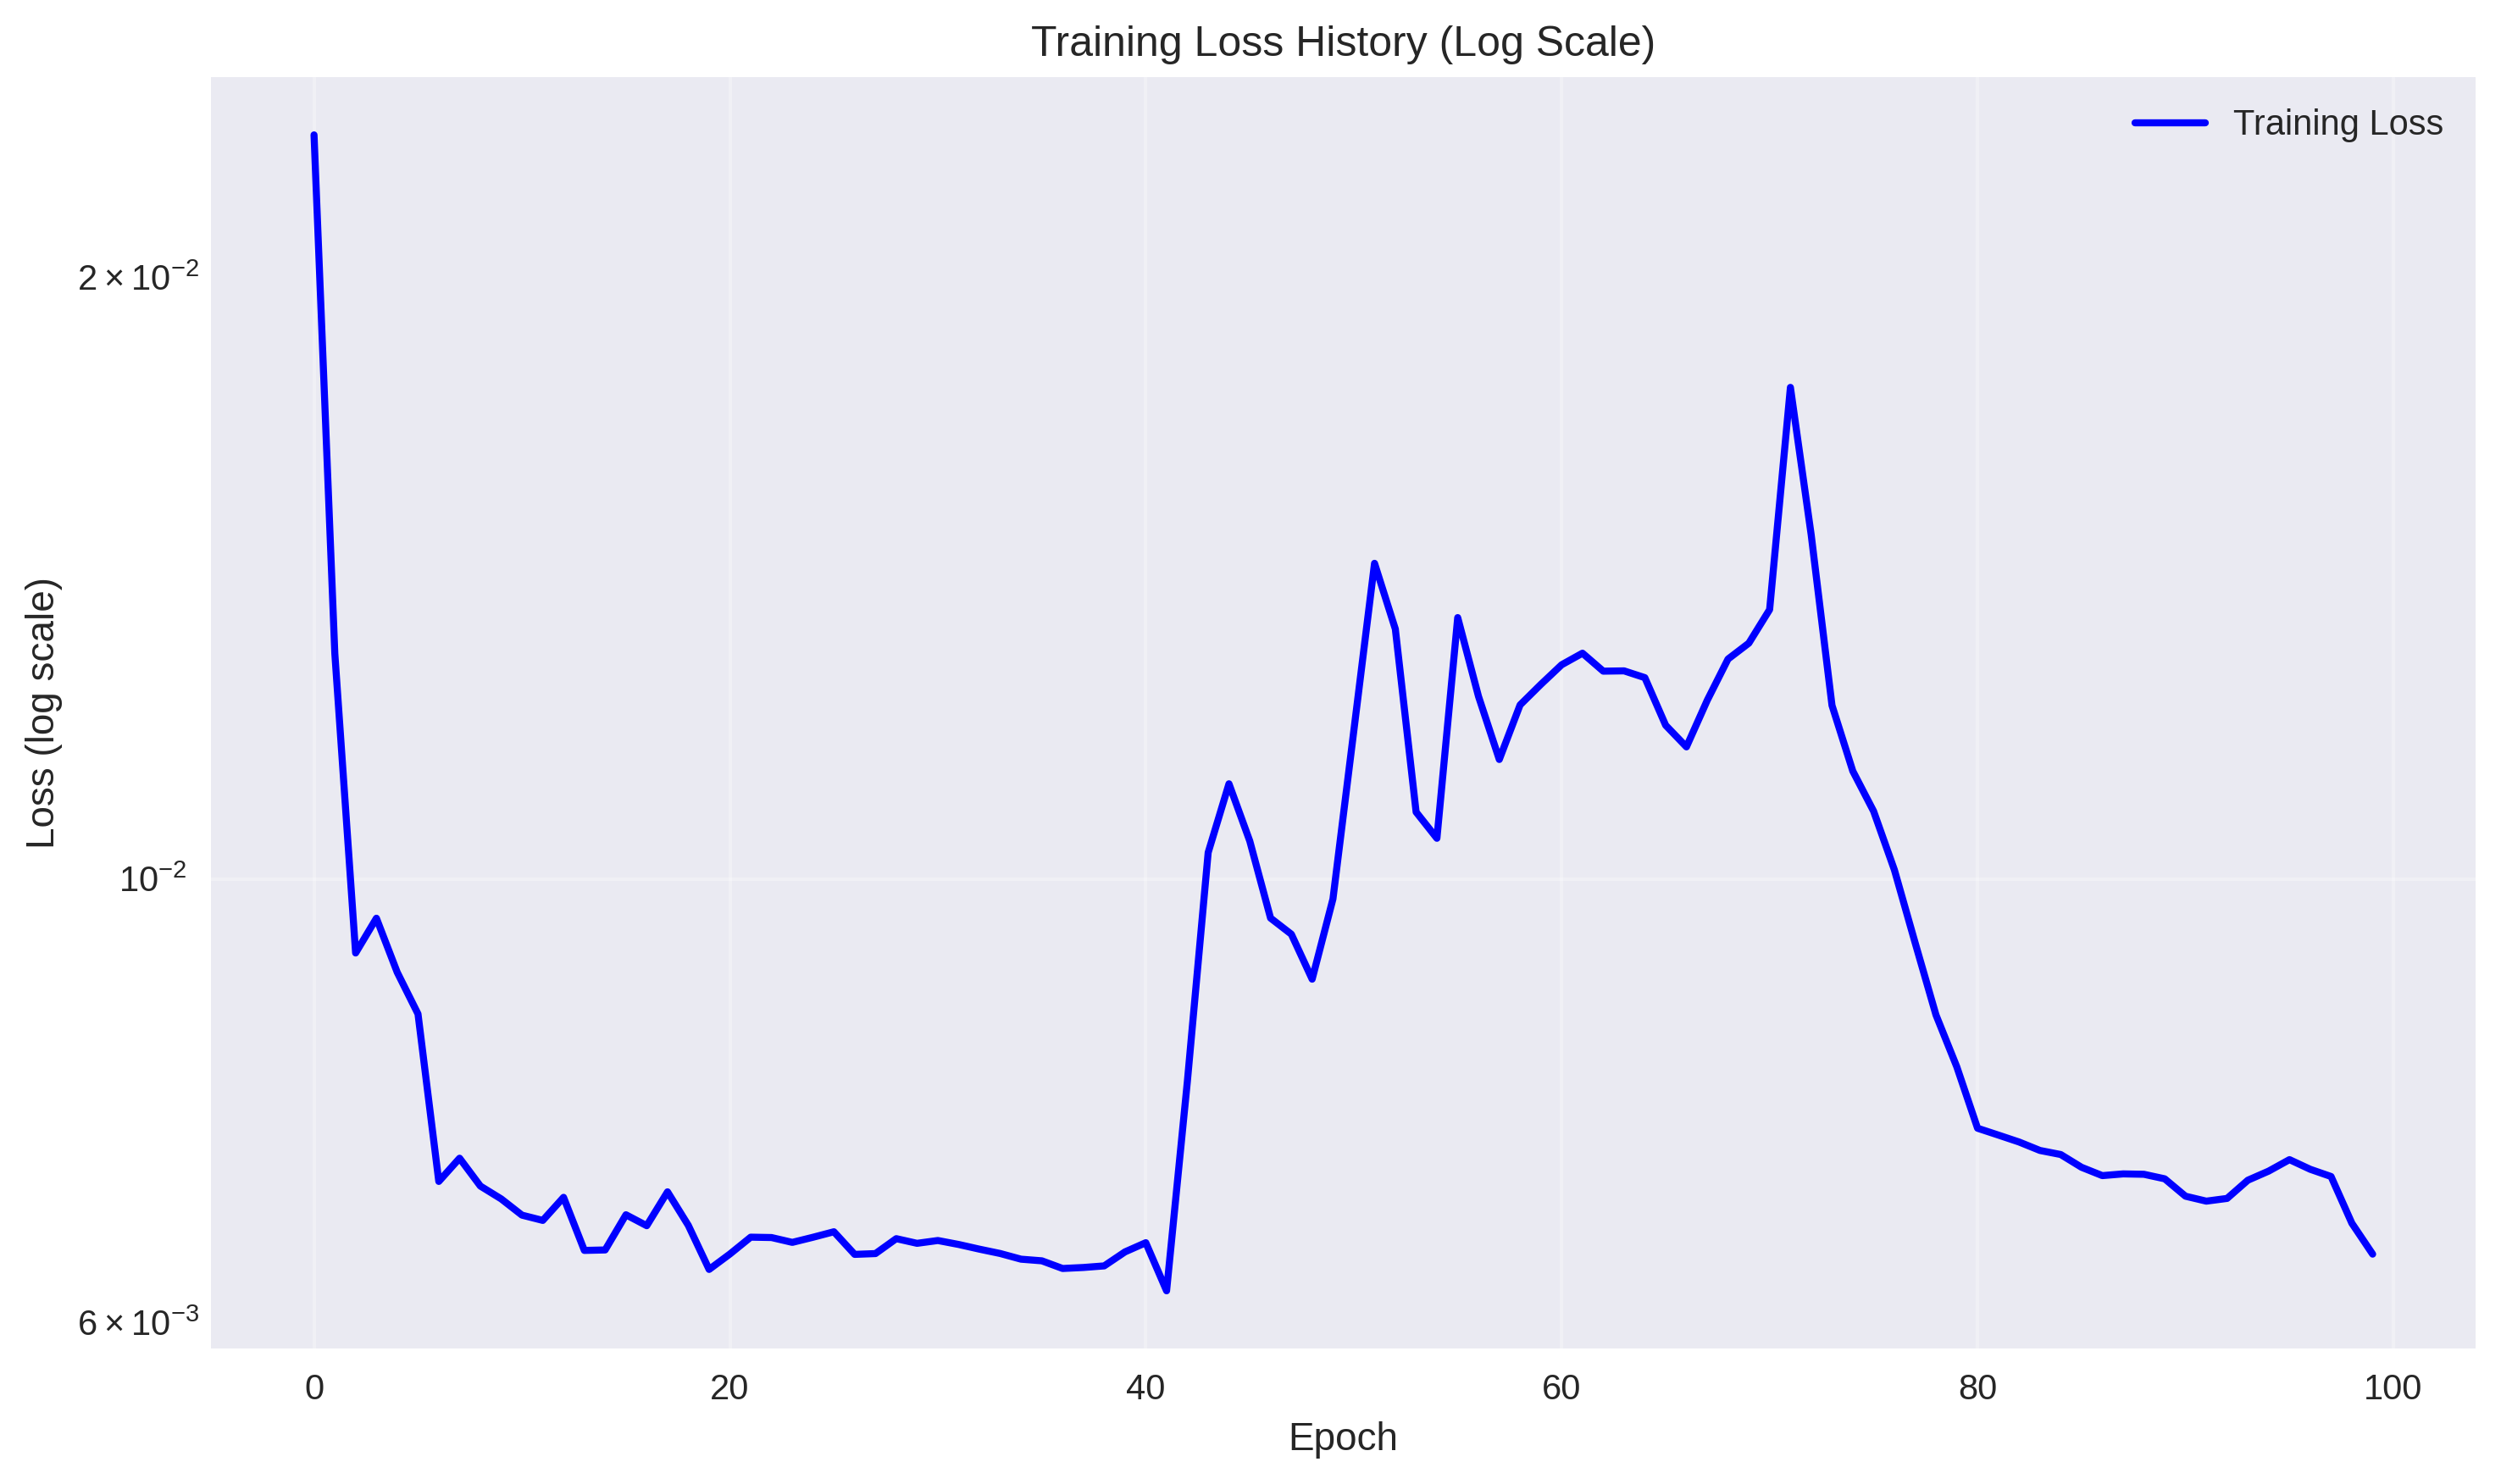 Training Loss History (Log Scale)
Training Loss
2 × 10⁻²
10⁻²
6 × 10⁻³
Loss (log scale)
0 20 40 60 80 100
Epoch